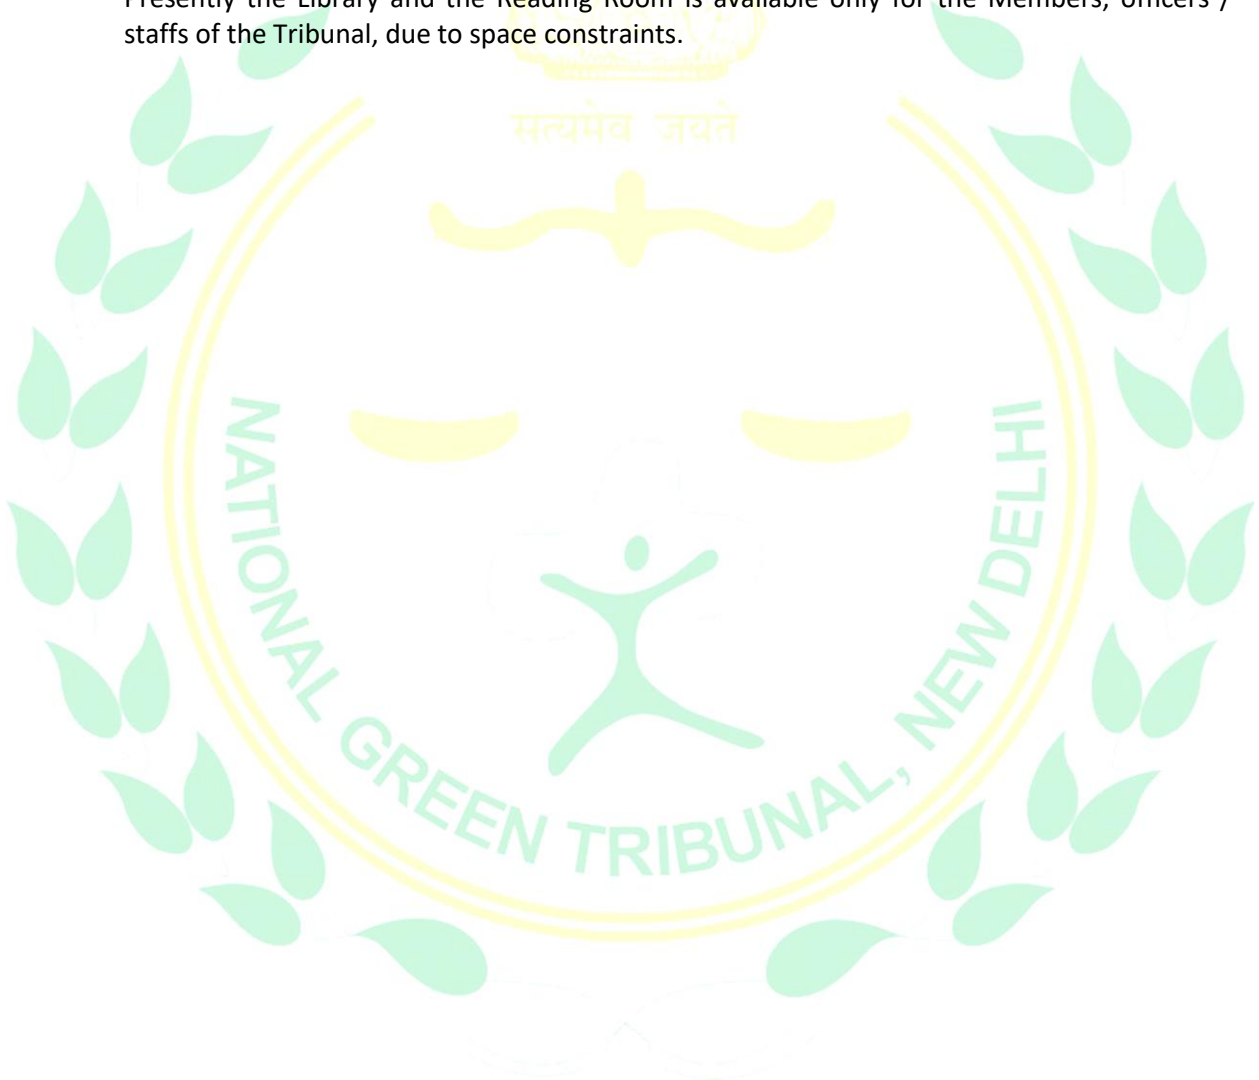 Presently the Library and the Reading Room is available only for the Members, officers /
staffs of the Tribunal, due to space constraints.
सत्यमेव जयते
NATIONAL GREEN TRIBUNAL, NEW DELHI